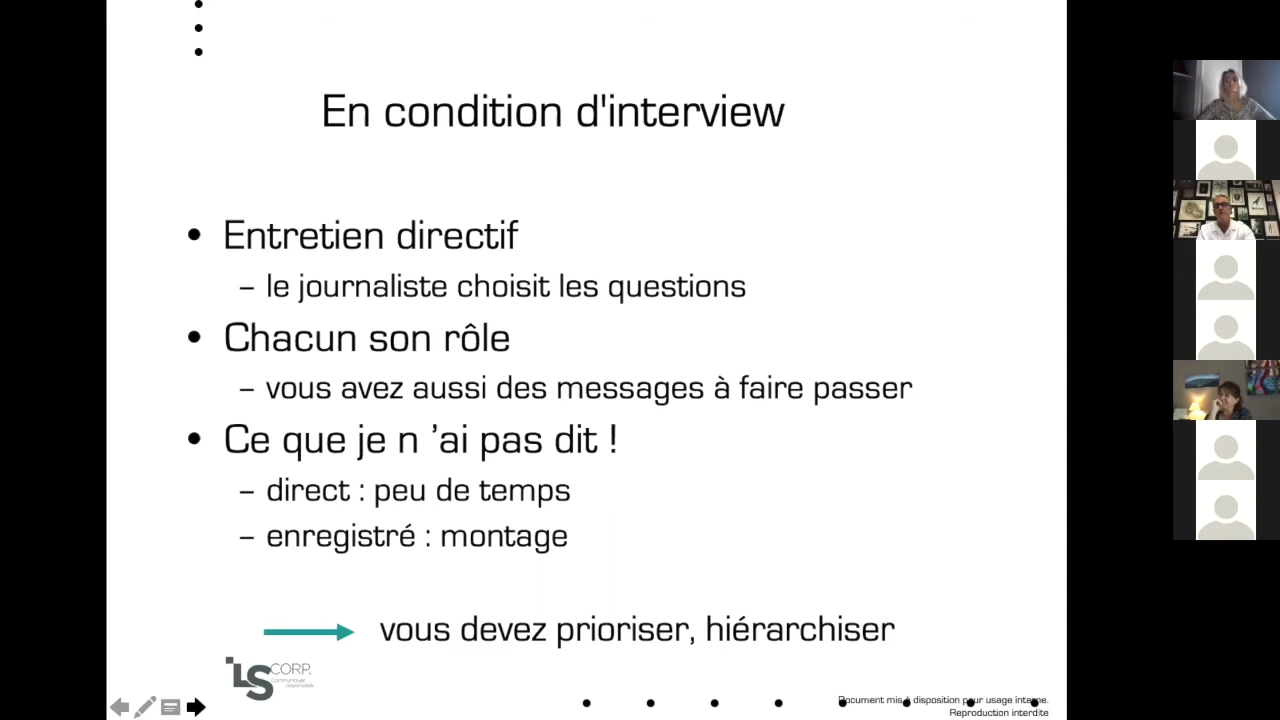 En condition d'interview
• Entretien directif
– le journaliste choisit les questions
• Chacun son rôle
– vous avez aussi des messages à faire passer
• Ce que je n ’ai pas dit !
– direct : peu de temps
– enregistré : montage
vous devez prioriser, hiérarchiser
LS CORP.
Communiquez
responsable
Document mis à disposition pour usage interne.
Reproduction interdite